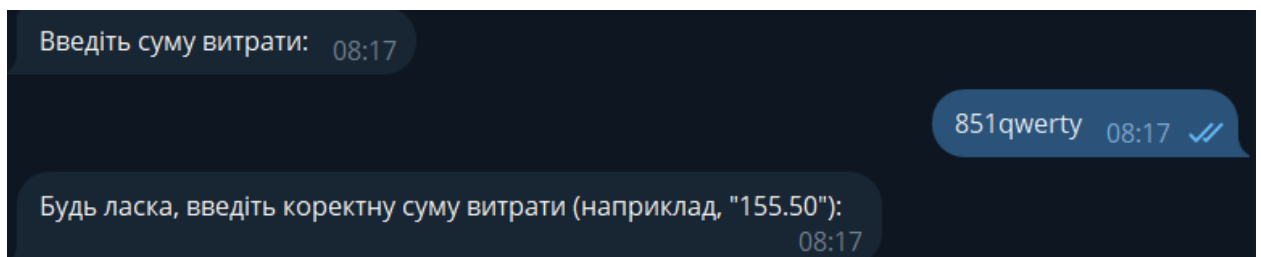 Введіть суму витрати: 08:17
851qwerty 08:17
Будь ласка, введіть коректну суму витрати (наприклад, "155.50"):
08:17